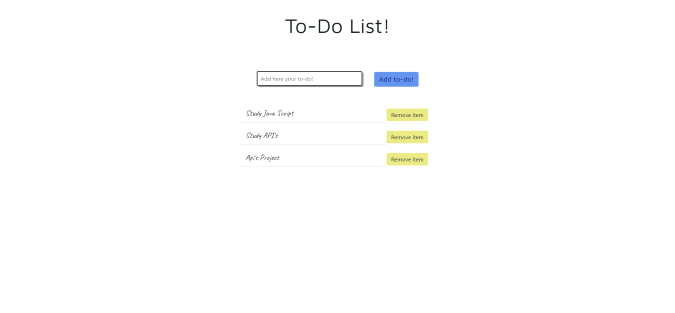 To-Do List!
Add here your to-do!
Add to-do!
Study Java Script
Remove item
Study API's
Remove item
Api's Project
Remove item